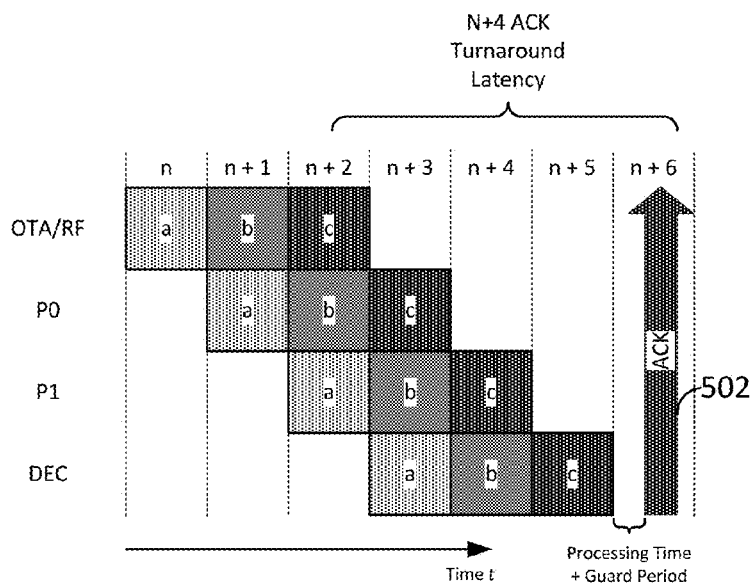 N+4 ACK
Turnaround
Latency
n n + 1 n + 2 n + 3 n + 4 n + 5 n + 6
OTA/RF a b c
P0 a b c
P1 a b c
DEC a b c
ACK
502
Processing Time
+ Guard Period
Time t